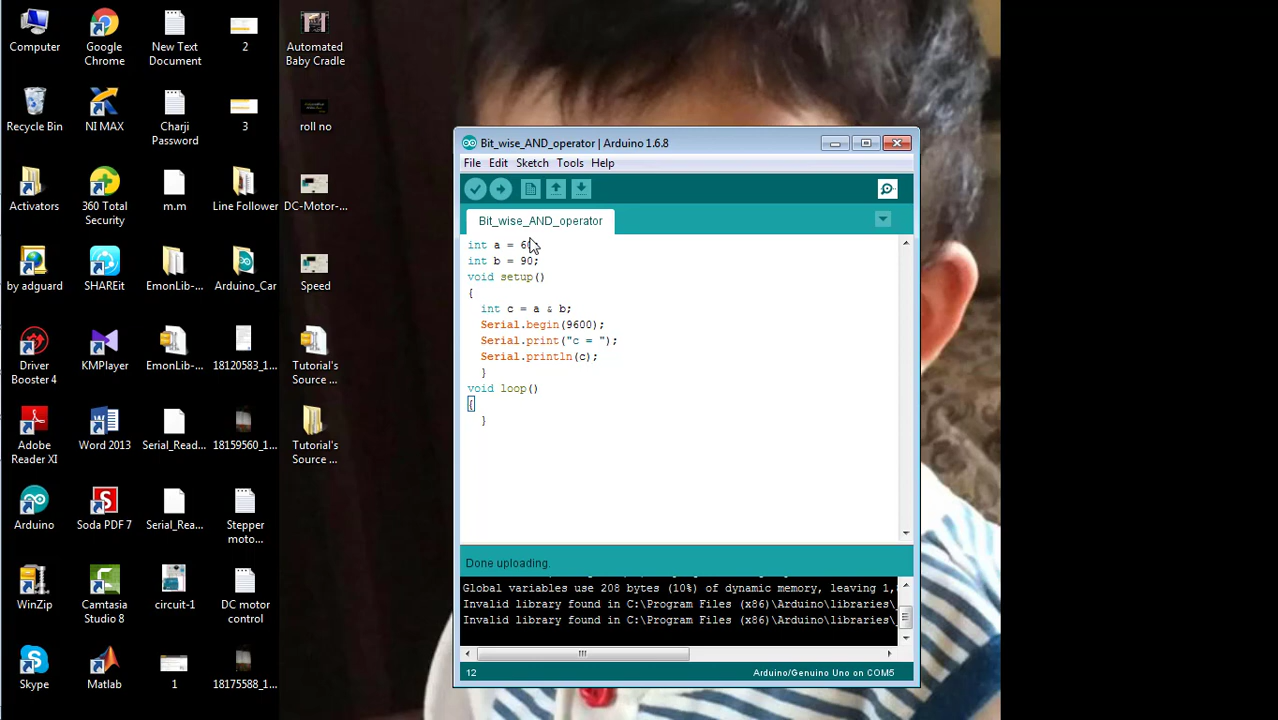 Computer
Google Chrome
New Text Document
2
Automated Baby Cradle
Recycle Bin
NI MAX
Charji Password
3
roll no
Activators
360 Total Security
m.m
Line Follower
DC-Motor-...
by adguard
SHAREit
EmonLib-...
Arduino_Car
Speed
Driver Booster 4
KMPlayer
EmonLib-...
18120583_1...
Tutorial's Source ...
Adobe Reader XI
Word 2013
Serial_Read...
18159560_1...
Tutorial's Source ...
Arduino
Soda PDF 7
Serial_Rea...
Stepper moto...
WinZip
Camtasia Studio 8
circuit-1
DC motor control
Skype
Matlab
1
18175588_1...
Bit_wise_AND_operator | Arduino 1.6.8
File Edit Sketch Tools Help
Bit_wise_AND_operator
int a = 60
int b = 90;
void setup()
{
int c = a & b;
Serial.begin(9600);
Serial.print("c = ");
Serial.println(c);
}
void loop()
{
}
Done uploading.
Global variables use 208 bytes (10%) of dynamic memory, leaving 1,
Invalid library found in C:\Program Files (x86)\Arduino\libraries\
Invalid library found in C:\Program Files (x86)\Arduino\libraries\
12
Arduino/Genuino Uno on COM5